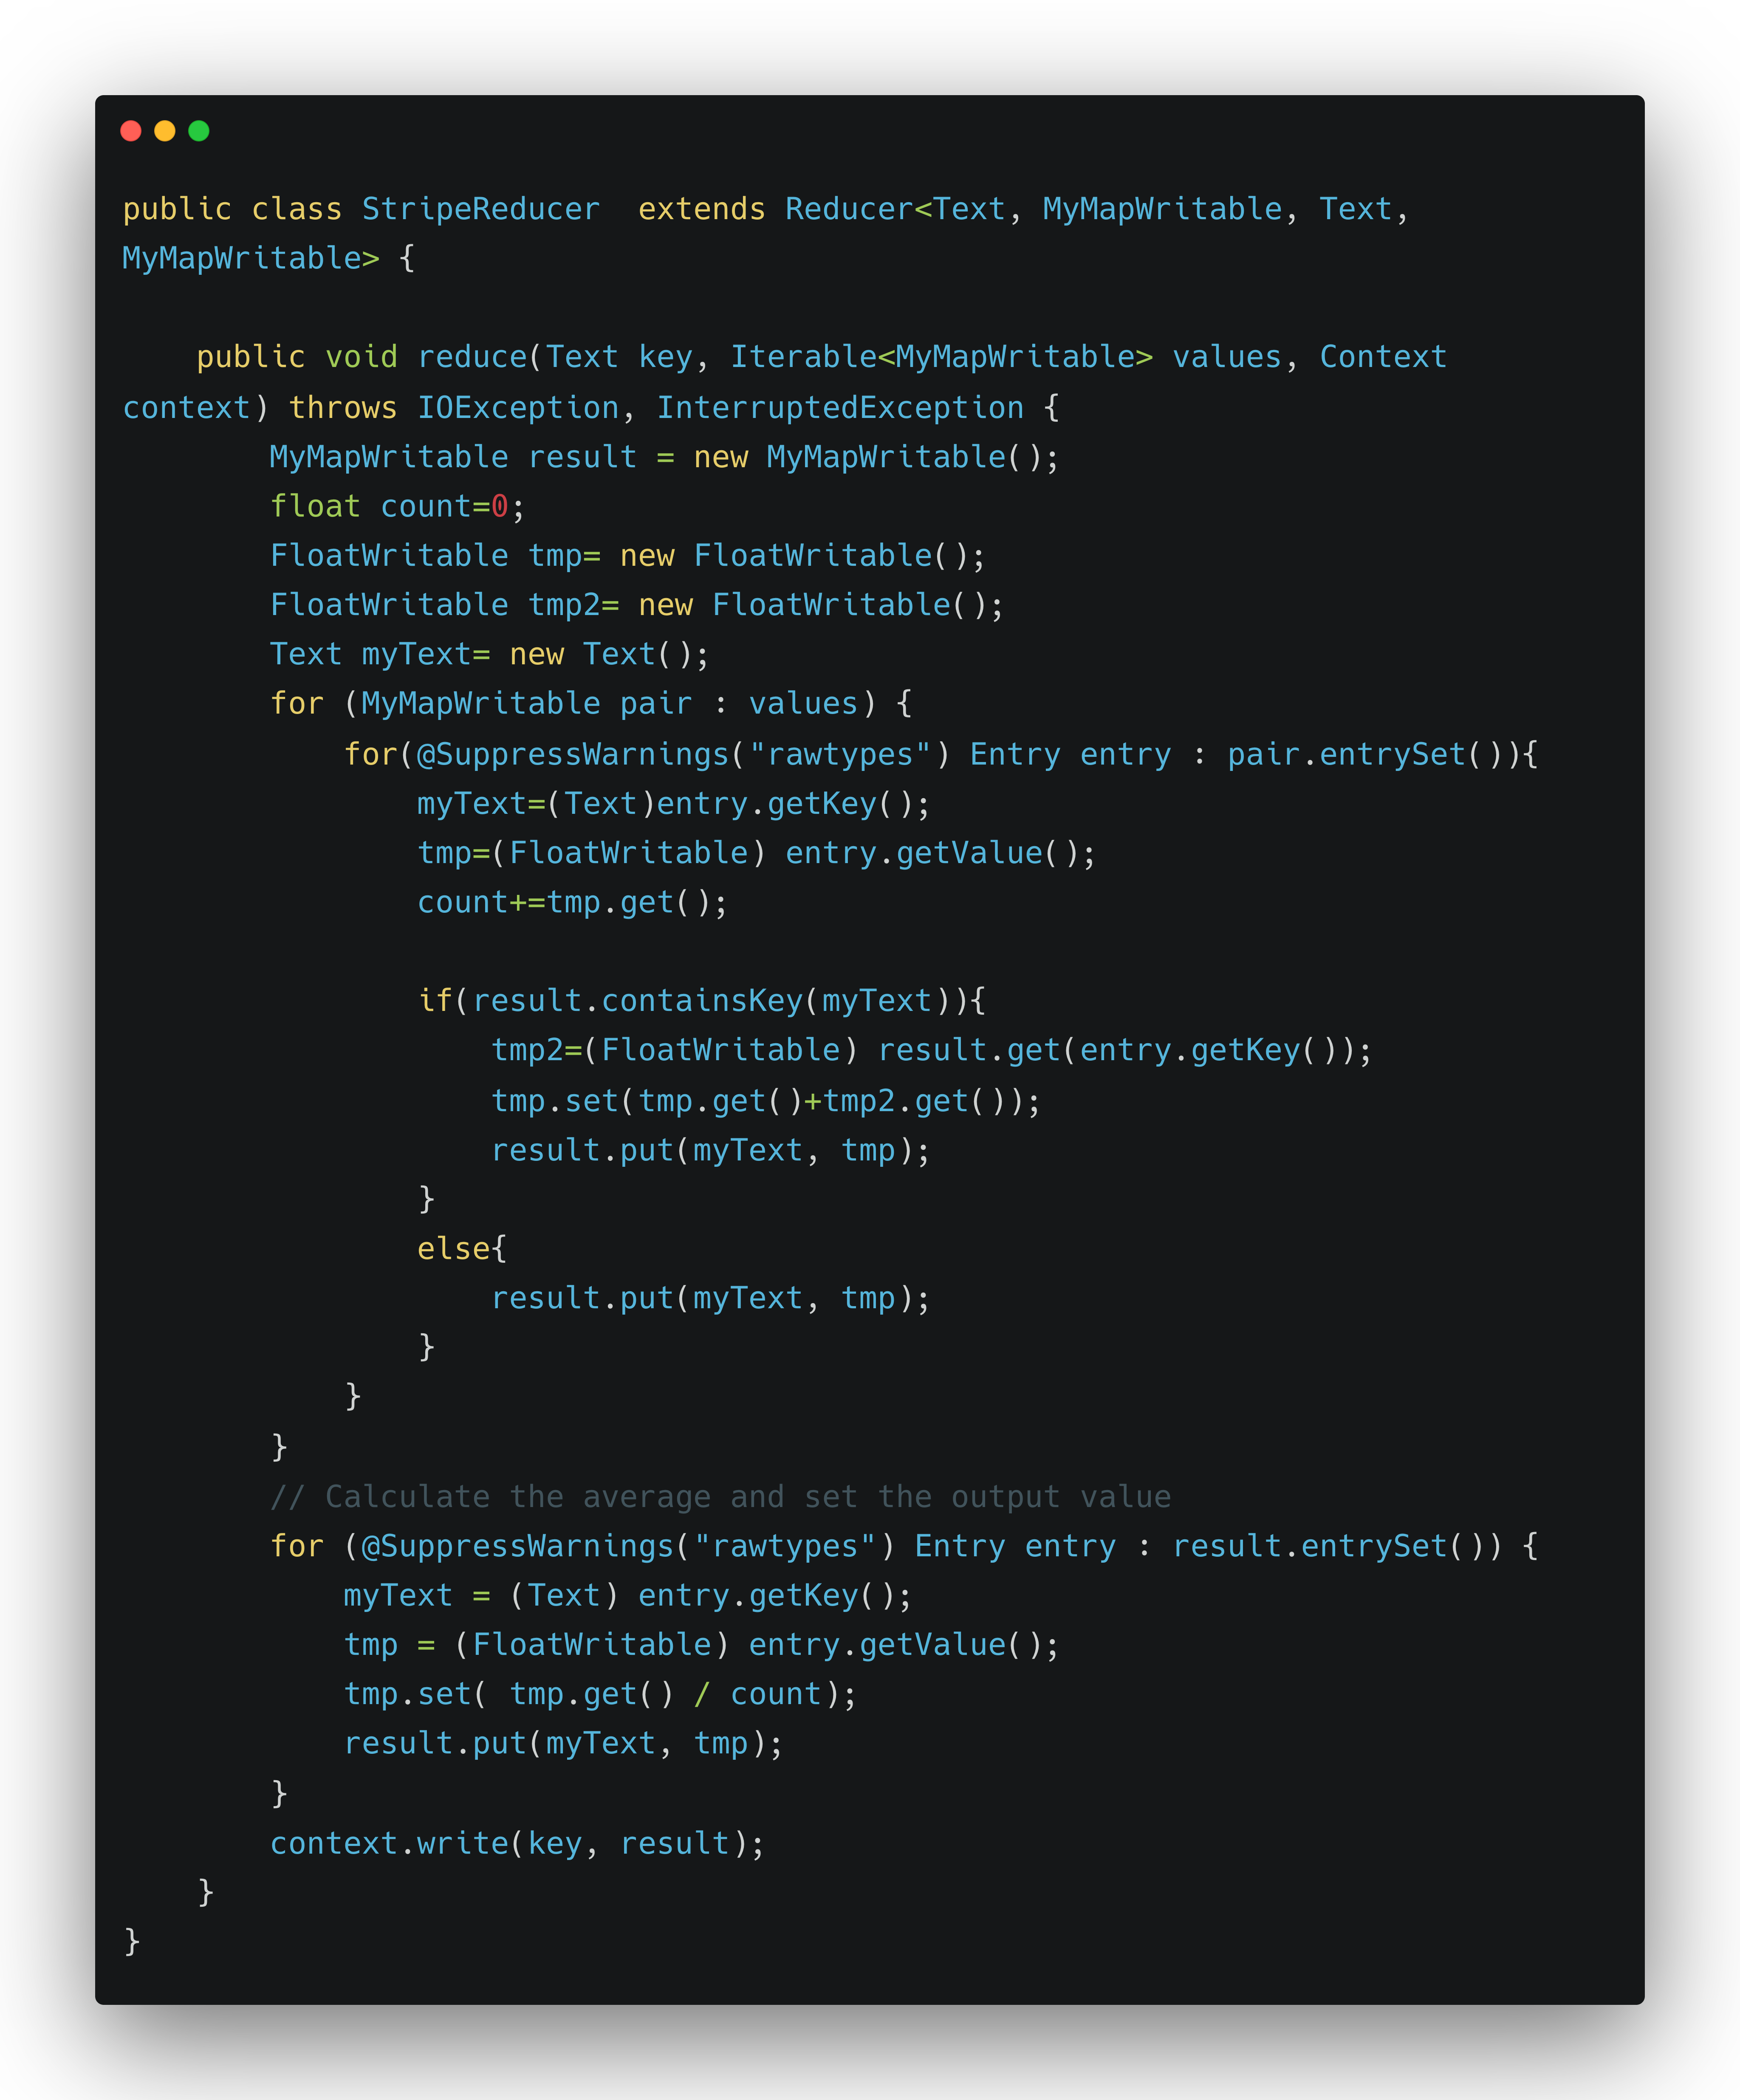 public class StripeReducer  extends Reducer<Text, MyMapWritable, Text,
MyMapWritable> {

    public void reduce(Text key, Iterable<MyMapWritable> values, Context
context) throws IOException, InterruptedException {
        MyMapWritable result = new MyMapWritable();
        float count=0;
        FloatWritable tmp= new FloatWritable();
        FloatWritable tmp2= new FloatWritable();
        Text myText= new Text();
        for (MyMapWritable pair : values) {
            for(@SuppressWarnings("rawtypes") Entry entry : pair.entrySet()){
                myText=(Text)entry.getKey();
                tmp=(FloatWritable) entry.getValue();
                count+=tmp.get();

                if(result.containsKey(myText)){
                    tmp2=(FloatWritable) result.get(entry.getKey());
                    tmp.set(tmp.get()+tmp2.get());
                    result.put(myText, tmp);
                }
                else{
                    result.put(myText, tmp);
                }
            }
        }
        // Calculate the average and set the output value
        for (@SuppressWarnings("rawtypes") Entry entry : result.entrySet()) {
            myText = (Text) entry.getKey();
            tmp = (FloatWritable) entry.getValue();
            tmp.set( tmp.get() / count);
            result.put(myText, tmp);
        }
        context.write(key, result);
    }
}